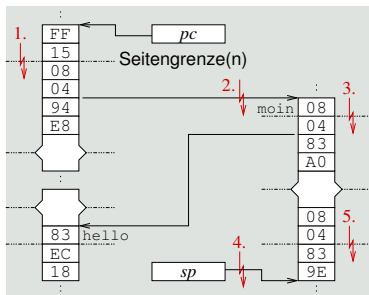 1.
FF
pc
15
Seitengrenze(n)
08
04
94
E8
2.
3.
moin
08
04
83
A0
83
hello
EC
18
08
04
83
9E
5.
4.
sp